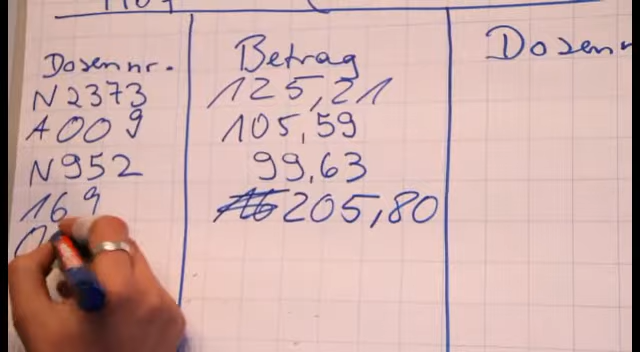 Dosennr. Betrag Dosenn
N2373 125,21
A009 105,59
N952 99,63
169 205,80